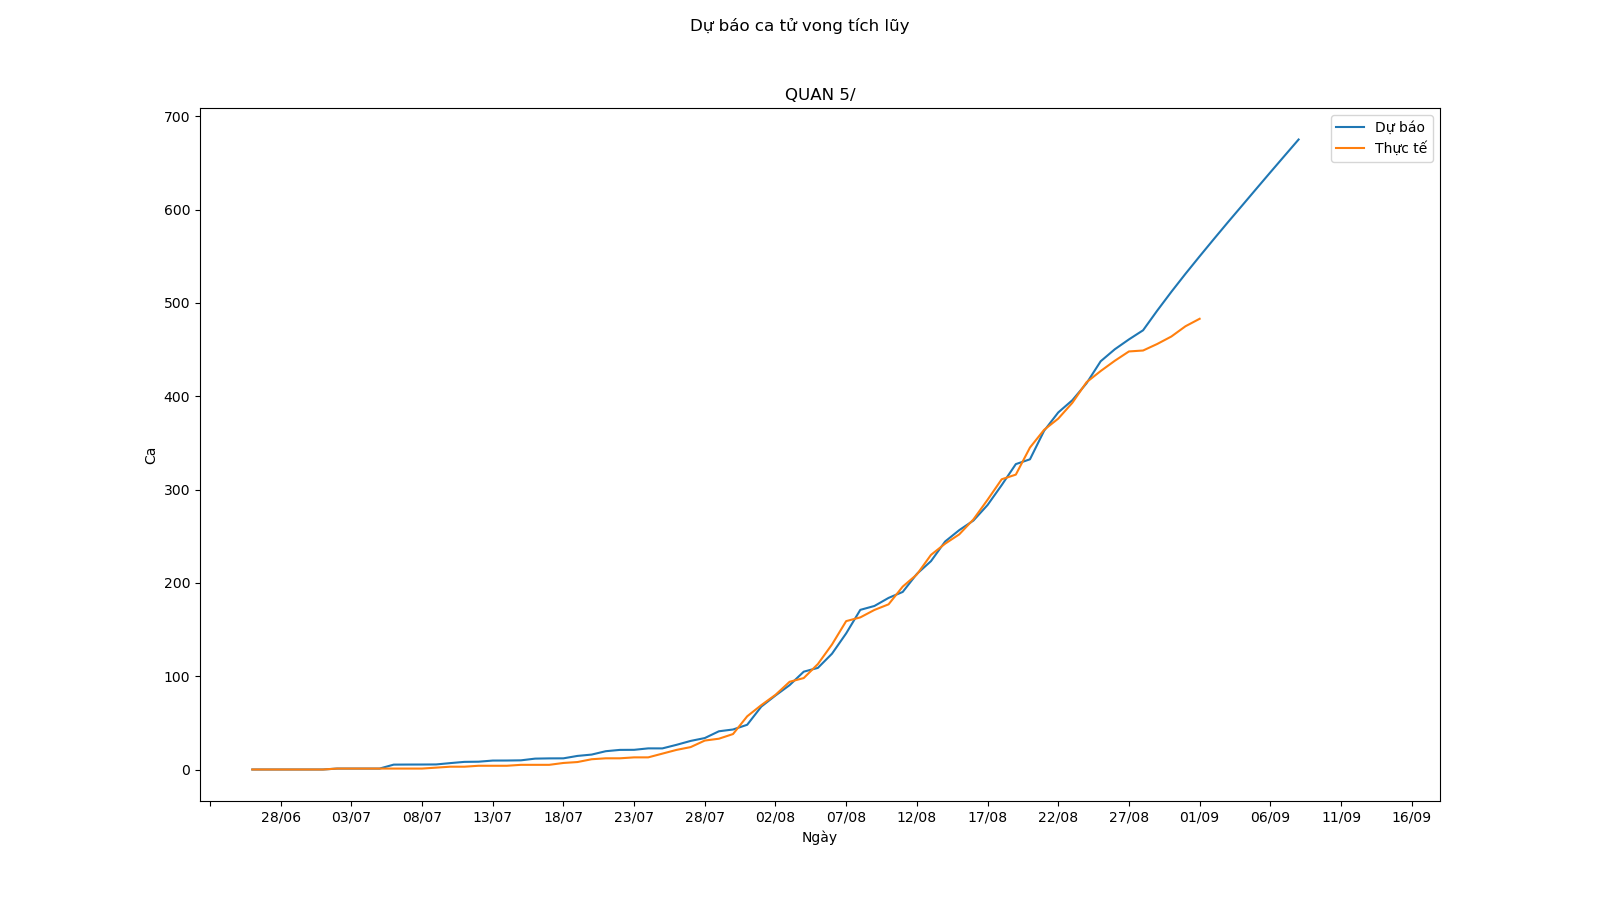 Dự báo ca tử vong tích lũy
QUAN 5/
Dự báo
Thực tế
700
600
500
400
300
200
100
0
Ca
28/06 03/07 08/07 13/07 18/07 23/07 28/07 02/08 07/08 12/08 17/08 22/08 27/08 01/09 06/09 11/09 16/09
Ngày